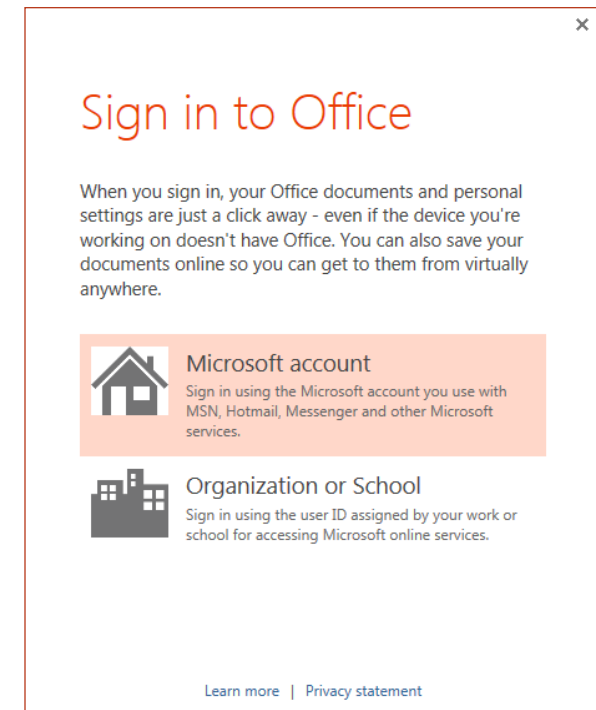 Sign in to Office
When you sign in, your Office documents and personal
settings are just a click away - even if the device you're
working on doesn't have Office. You can also save your
documents online so you can get to them from virtually
anywhere.
Microsoft account
Sign in using the Microsoft account you use with
MSN, Hotmail, Messenger and other Microsoft
services.
Organization or School
Sign in using the user ID assigned by your work or
school for accessing Microsoft online services.
Learn more | Privacy statement